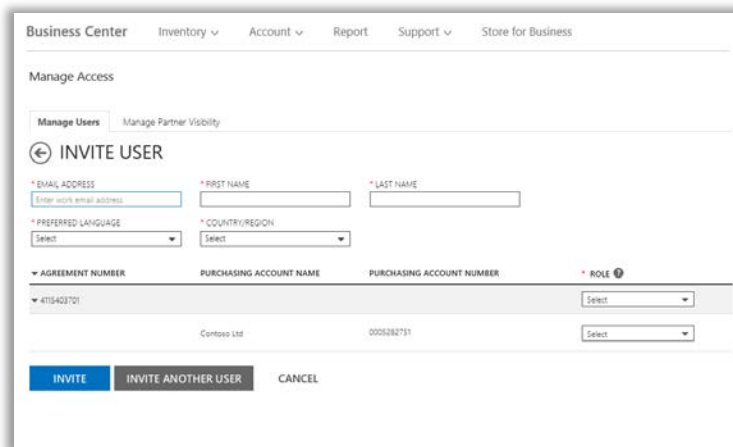 Business Center Inventory Account Report Support Store for Business
Manage Access
Manage Users Manage Partner Visibility
INVITE USER
* EMAIL ADDRESS * FIRST NAME * LAST NAME
Enter work email address
* PREFERRED LANGUAGE * COUNTRY/REGION
Select Select
AGREEMENT NUMBER PURCHASING ACCOUNT NAME PURCHASING ACCOUNT NUMBER * ROLE ?
4115403701 Select
Contoso Ltd 0005282751 Select
INVITE INVITE ANOTHER USER CANCEL